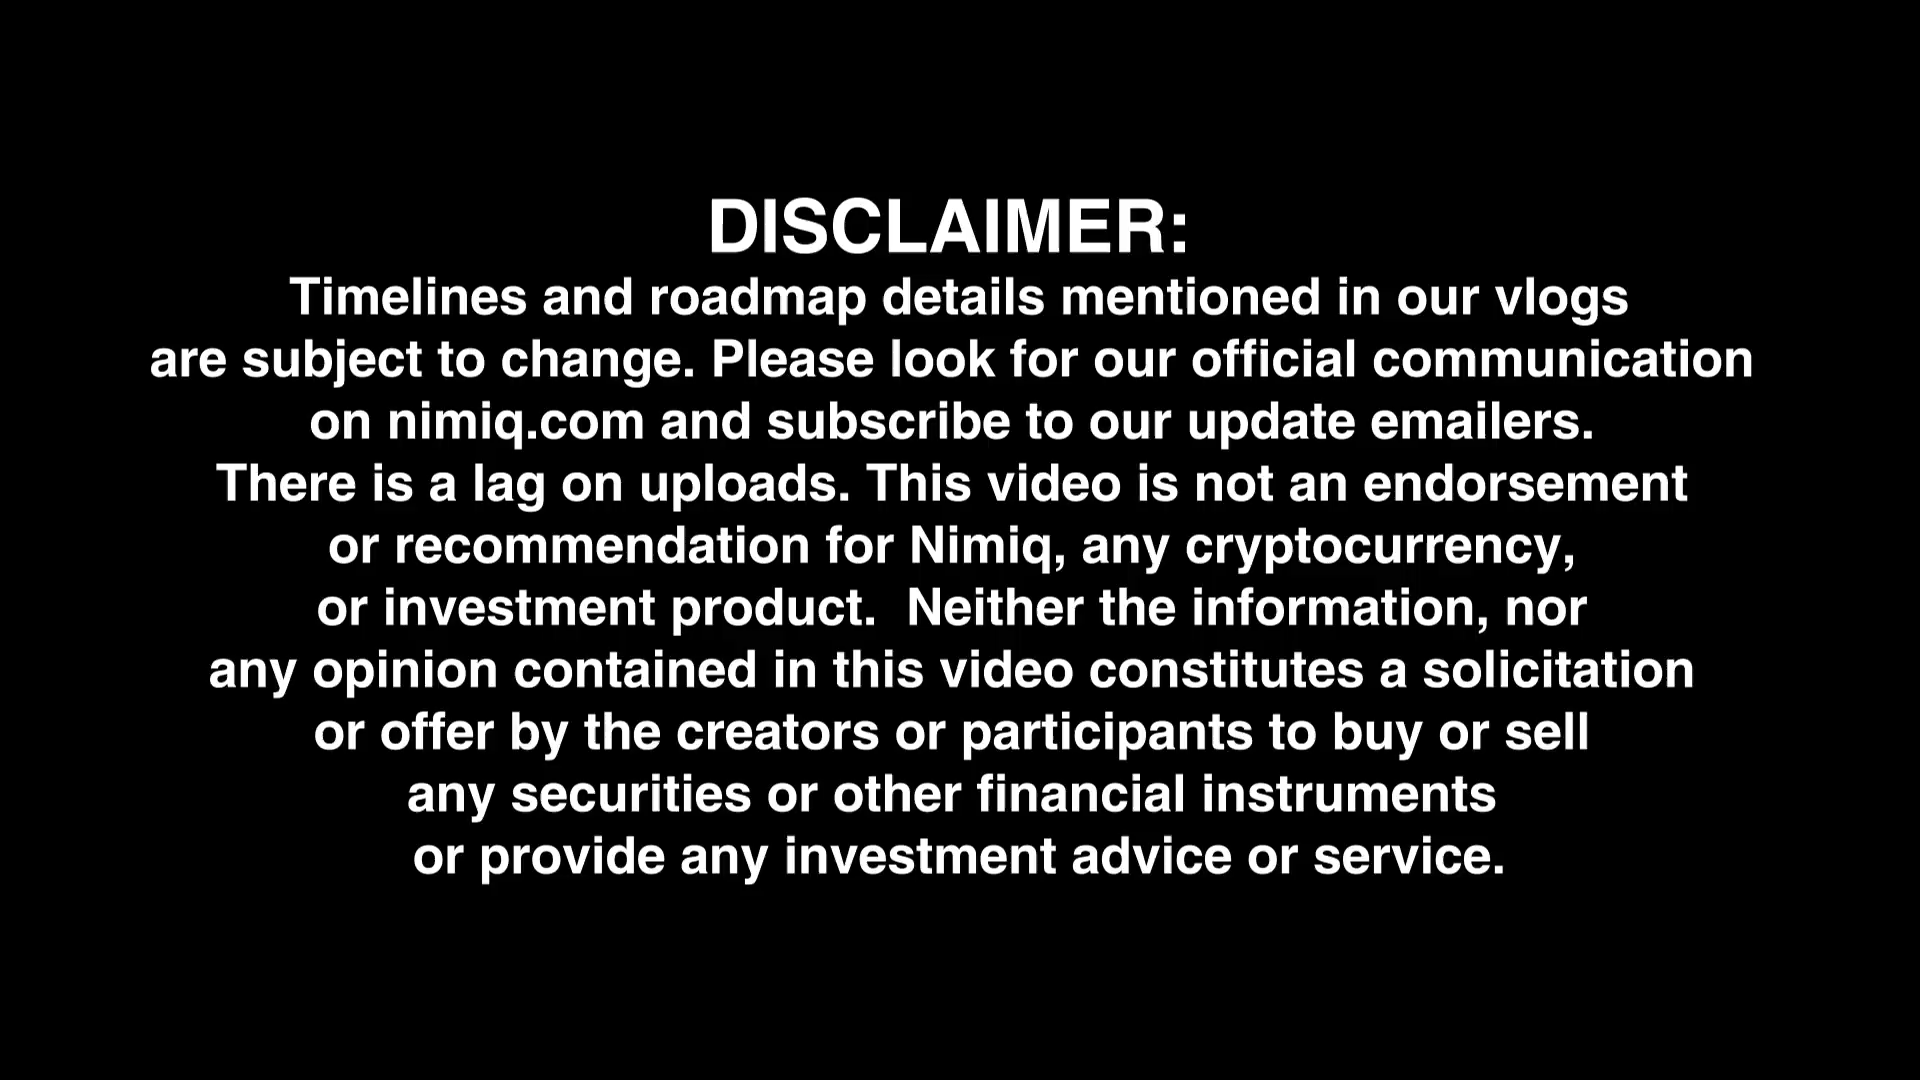 DISCLAIMER:
Timelines and roadmap details mentioned in our vlogs
are subject to change. Please look for our official communication
on nimiq.com and subscribe to our update emailers.
There is a lag on uploads. This video is not an endorsement
or recommendation for Nimiq, any cryptocurrency,
or investment product.  Neither the information, nor
any opinion contained in this video constitutes a solicitation
or offer by the creators or participants to buy or sell
any securities or other financial instruments
or provide any investment advice or service.